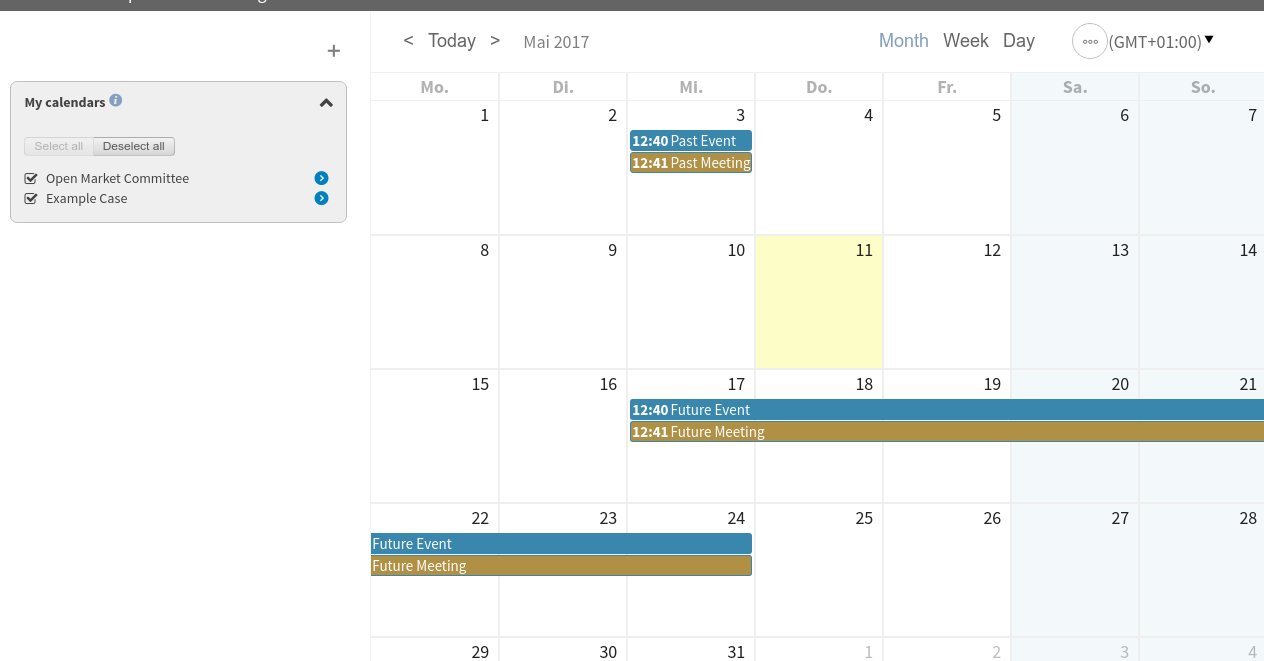 +
< Today > Mai 2017 Month Week Day (GMT+01:00)
My calendars i
Select all Deselect all
Open Market Committee
Example Case
Mo. Di. Mi. Do. Fr. Sa. So.
1 2 3 4 5 6 7
12:40 Past Event
12:41 Past Meeting
8 9 10 11 12 13 14
15 16 17 18 19 20 21
12:40 Future Event
12:41 Future Meeting
22 23 24 25 26 27 28
Future Event
Future Meeting
29 30 31 1 2 3 4